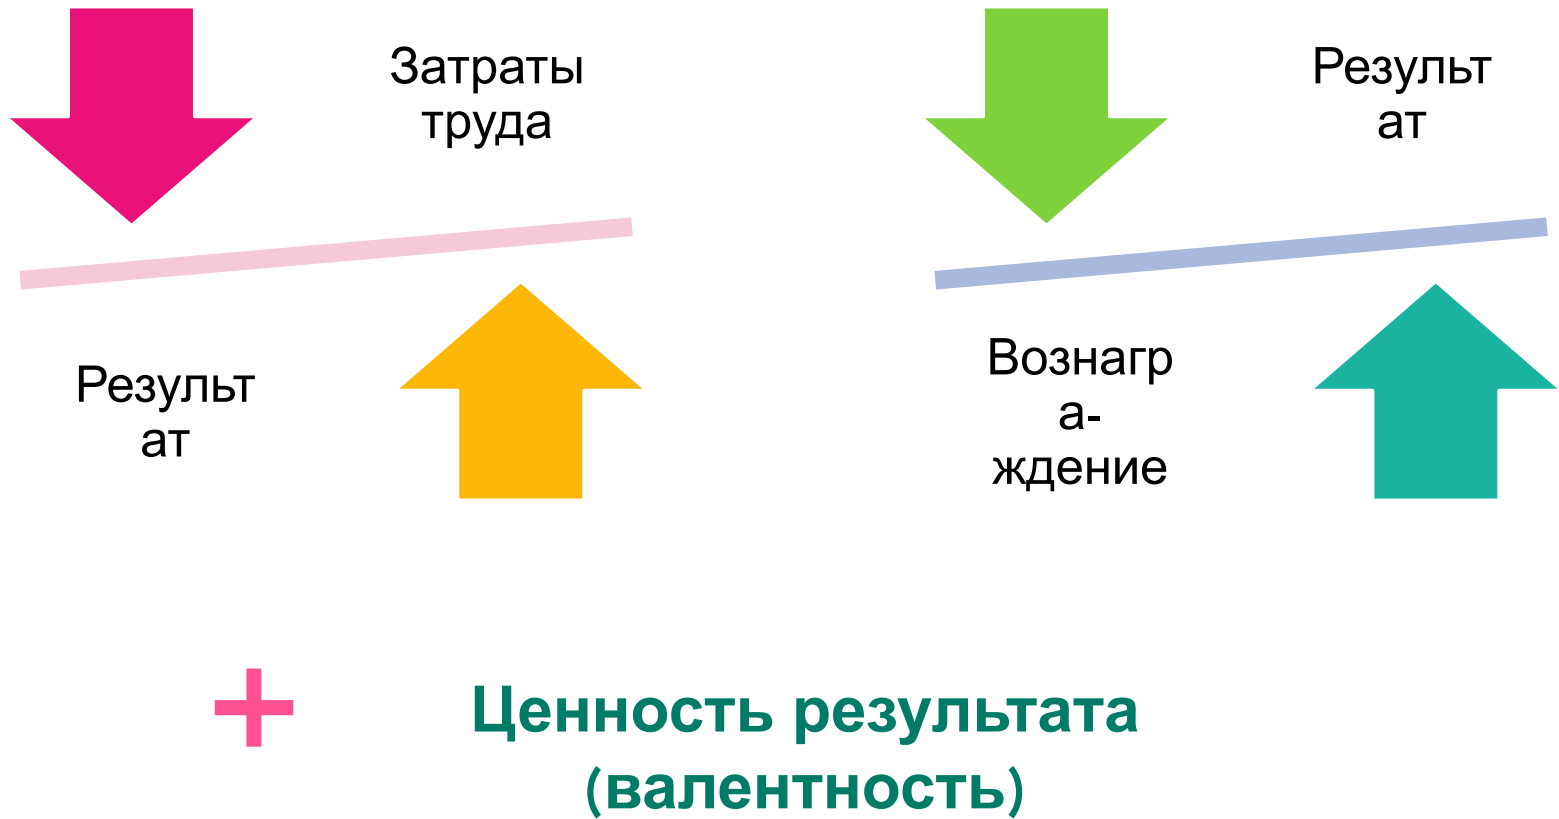 Затраты
труда
Результ
ат
Результ
ат
Вознагр
а-
ждение
+
Ценность результата
(валентность)